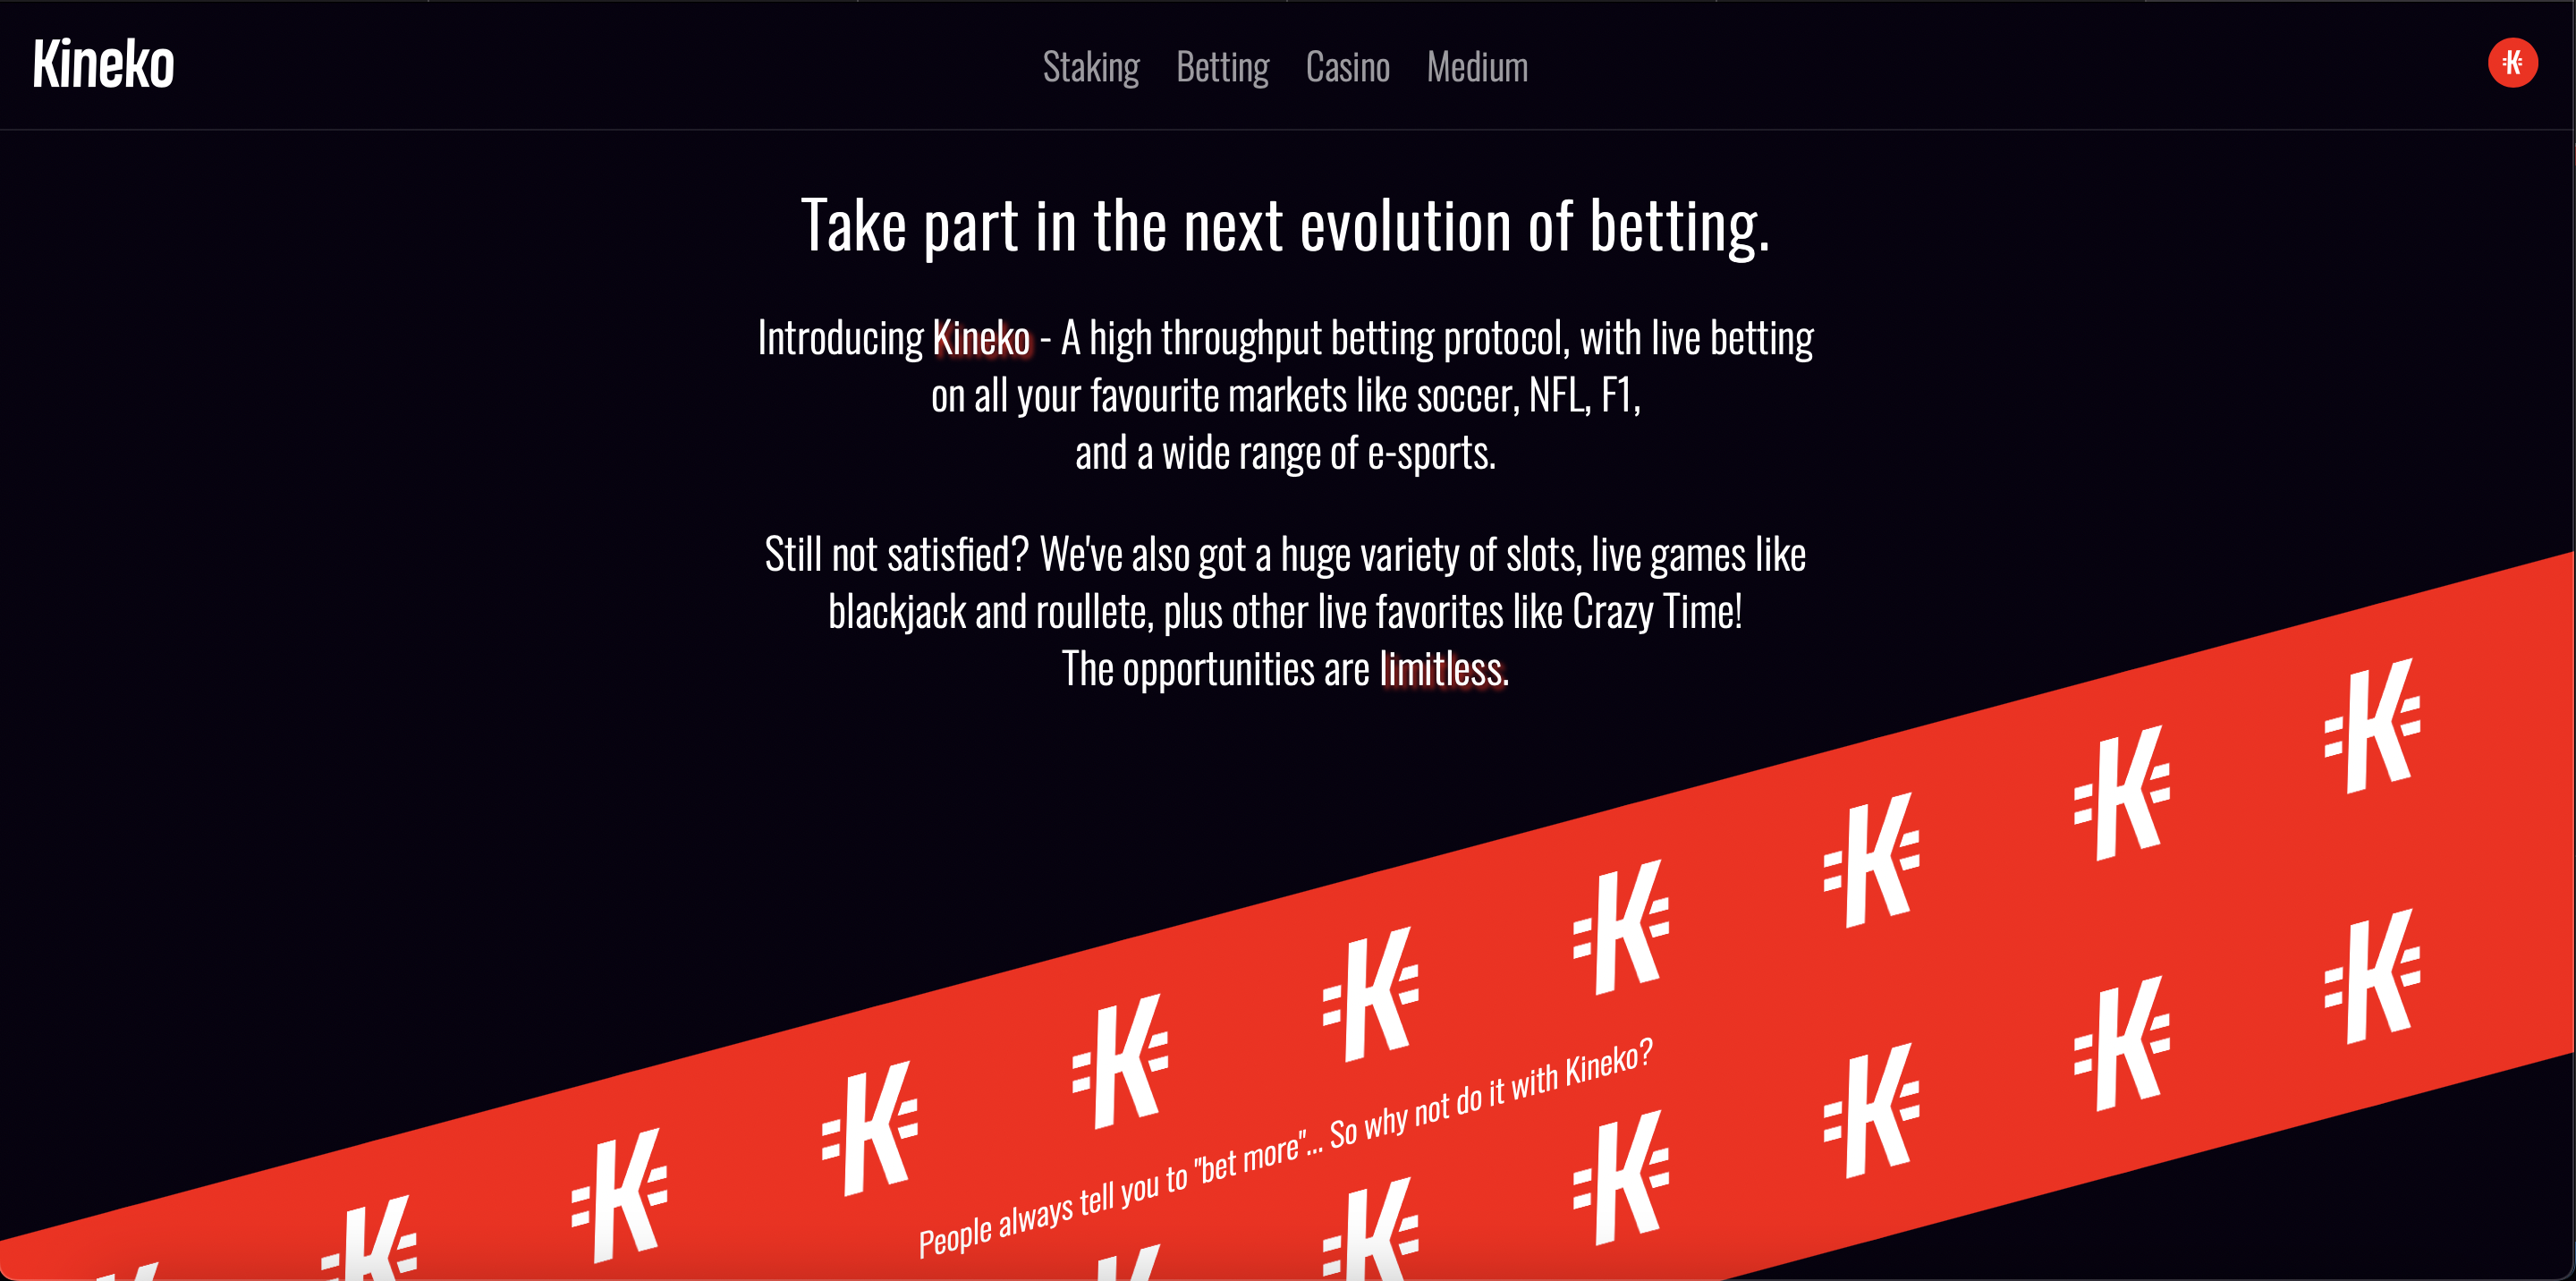 Kineko
Staking Betting Casino Medium
Take part in the next evolution of betting.
Introducing Kineko - A high throughput betting protocol, with live betting
on all your favourite markets like soccer, NFL, F1,
and a wide range of e-sports.
Still not satisfied? We've also got a huge variety of slots, live games like
blackjack and roullete, plus other live favorites like Crazy Time!
The opportunities are limitless.
People always tell you to "bet more"... So why not do it with Kineko?